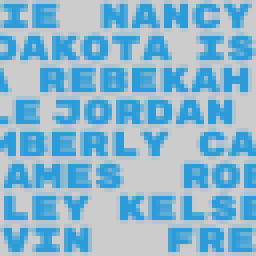 IE NANCY
DAKOTA IS
A REBEKAH
LE JORDAN
MBERLY CA
AMES ROB
LEY KELSE
VIN FRE